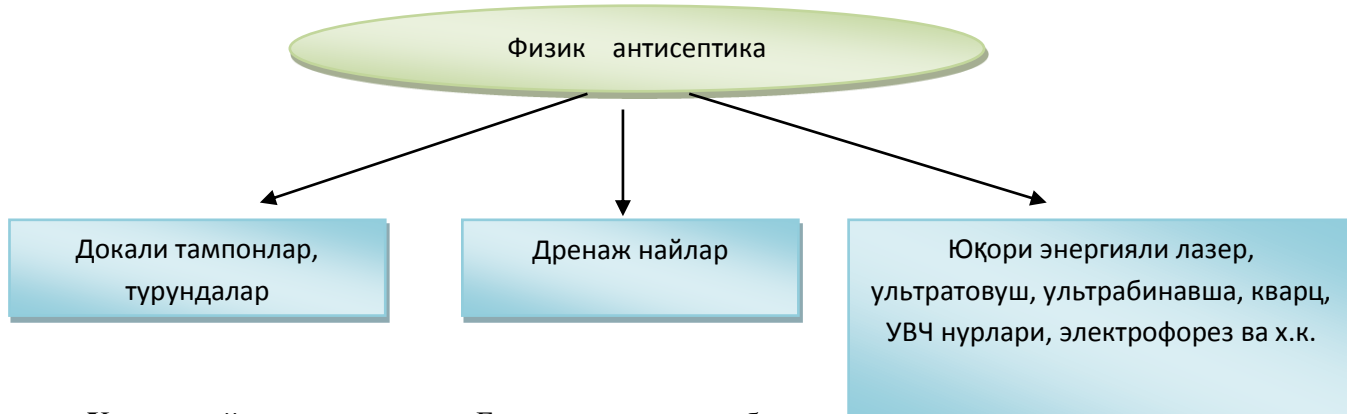 Физик антисептика
Докали тампонлар,
турундалар
Дренаж найлар
Юқори энергияли лазер,
ультратовуш, ультрабинавша, кварц,
УВЧ нурлари, электрофорез ва х.к.